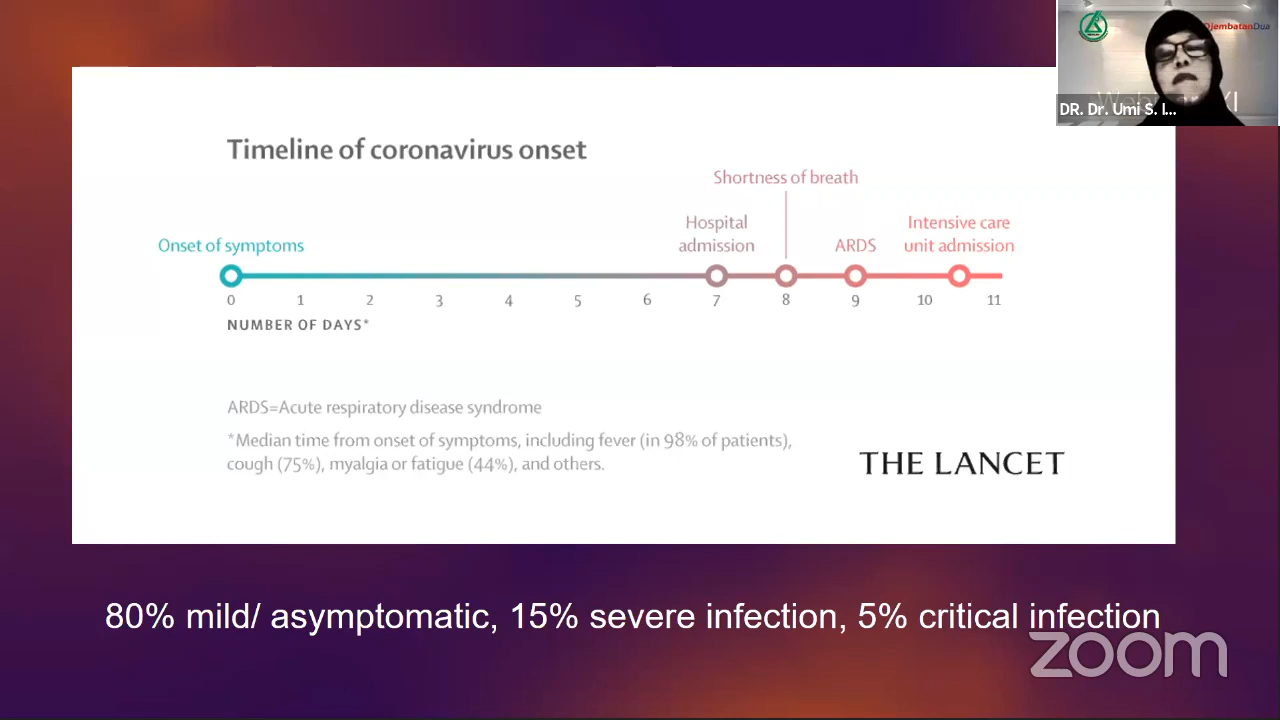 DjembatanDua
DR. Dr. Umi S. I...
Timeline of coronavirus onset
Shortness of breath
Hospital
admission
Intensive care
unit admission
Onset of symptoms
ARDS
0 1 2 3 4 5 6 7 8 9 10 11
NUMBER OF DAYS*
ARDS=Acute respiratory disease syndrome
*Median time from onset of symptoms, including fever (in 98% of patients),
cough (75%), myalgia or fatigue (44%), and others.
THE LANCET
80% mild/ asymptomatic, 15% severe infection, 5% critical infection
zoom